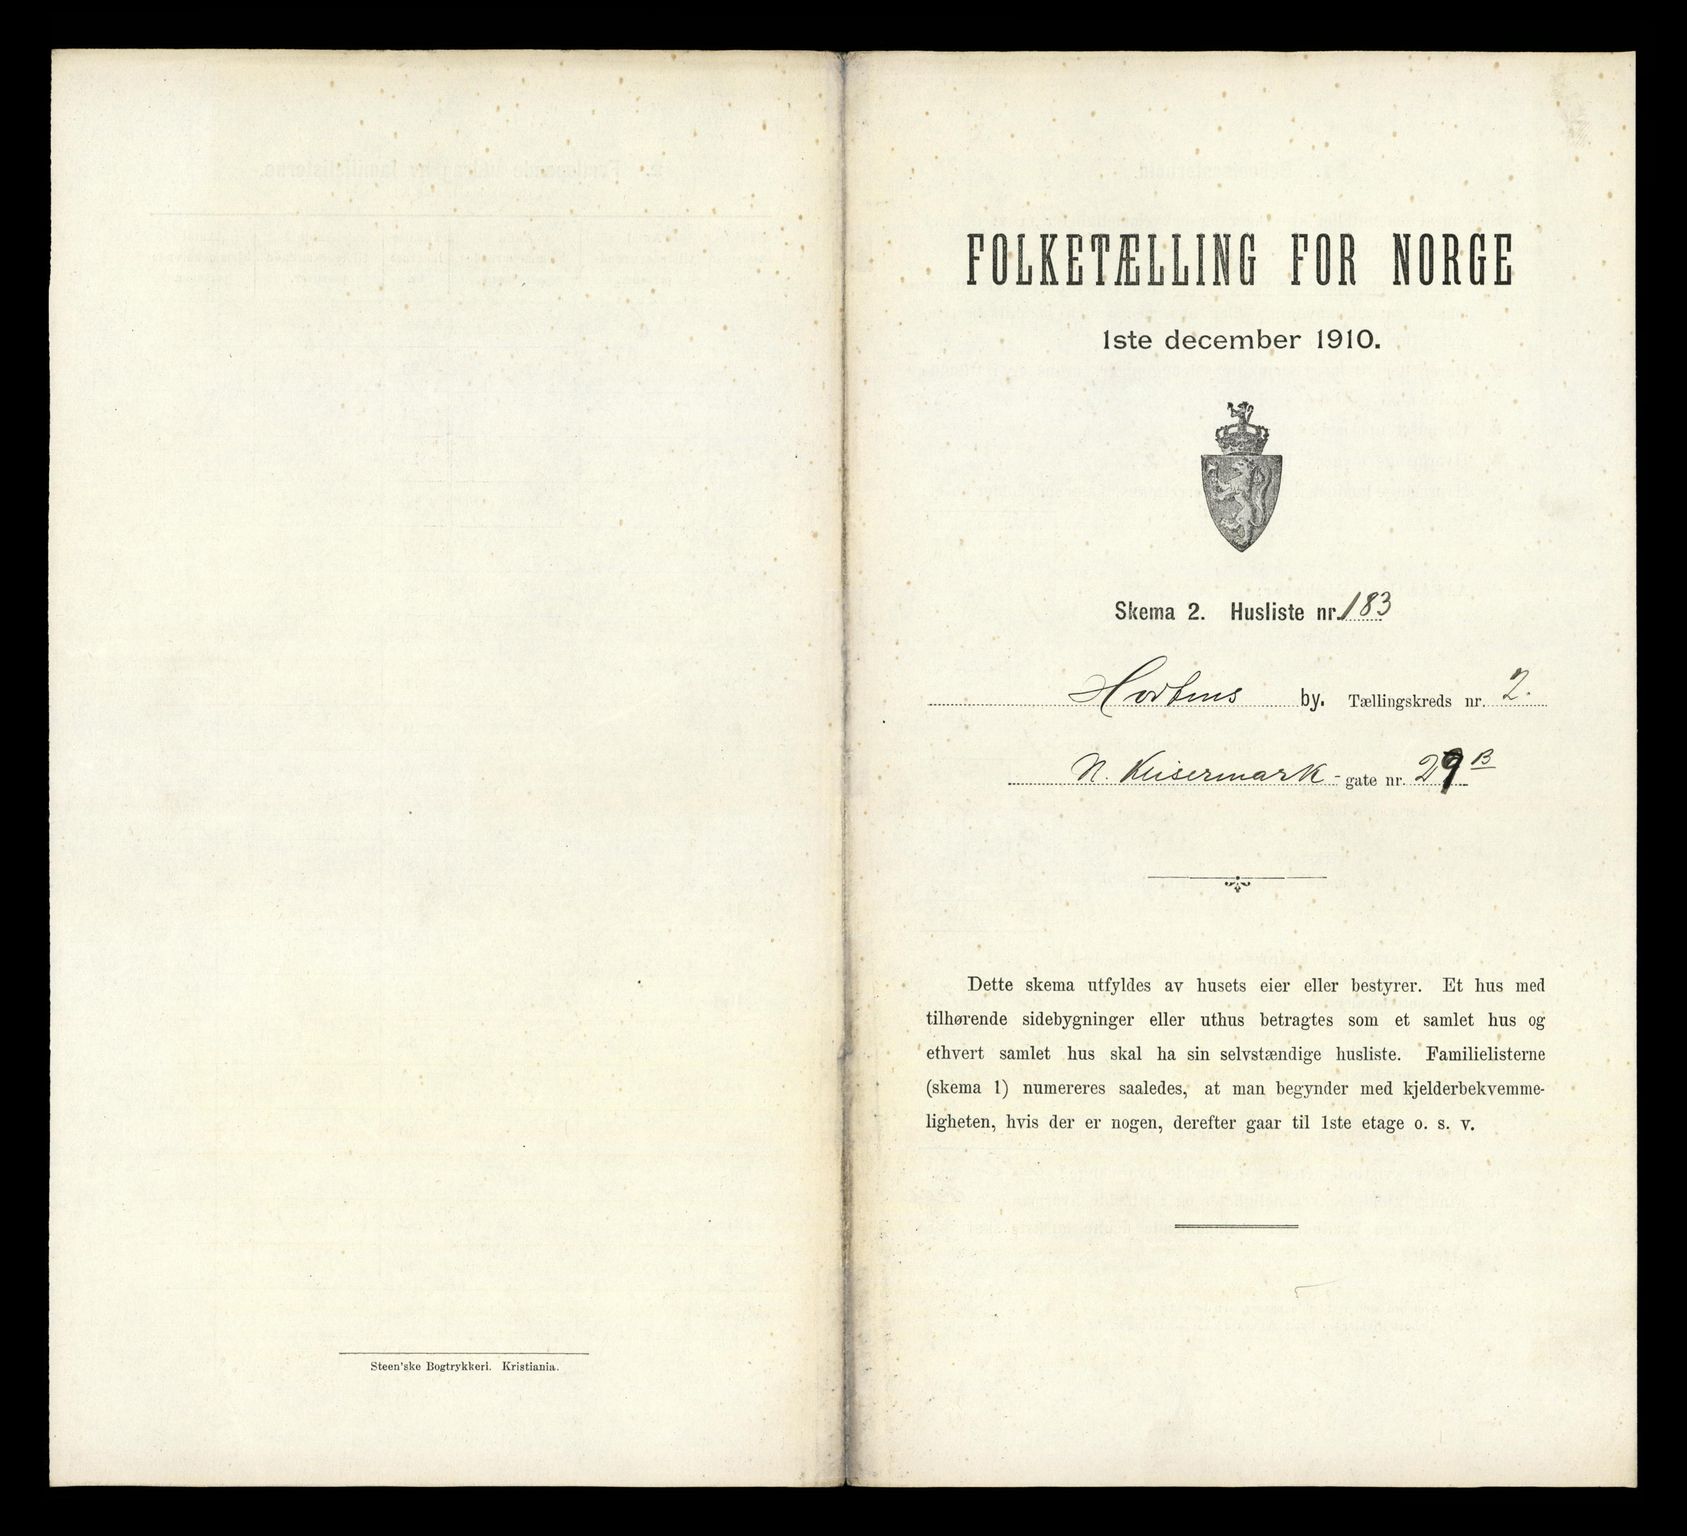 FOLKETÆLLING FOR NORGE
1ste december 1910.
Skema 2. Husliste nr. 183
Hortens by. Tællingskreds nr. 2.
N. Keisermark - gate nr. 29 B
Dette skema utfyldes av husets eier eller bestyrer. Et hus med
tilhørende sidebygninger eller uthus betragtes som et samlet hus og
ethvert samlet hus skal ha sin selvstændige husliste. Familielisterne
(skema 1) numereres saaledes, at man begynder med kjelderbekvemme-
ligheten, hvis der er nogen, derefter gaar til 1ste etage o. s. v.
Steen'ske Bogtrykkeri. Kristiania.